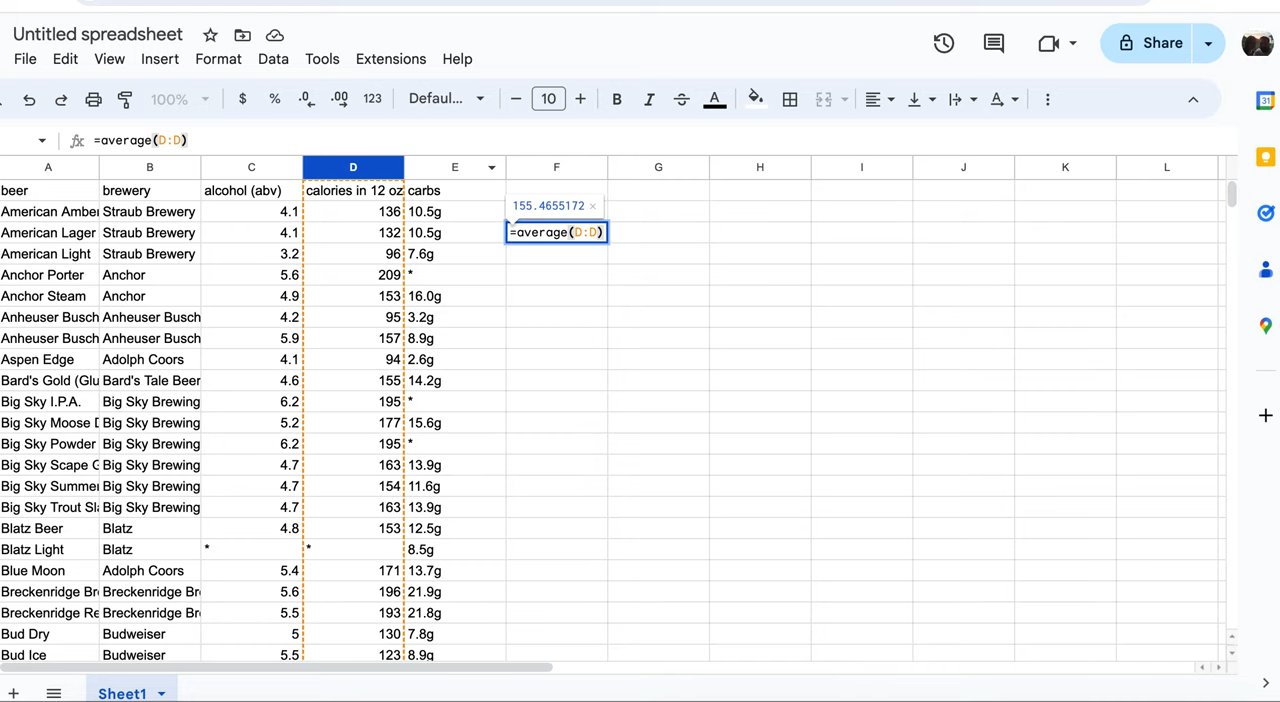 Untitled spreadsheet
File Edit View Insert Format Data Tools Extensions Help
Share
100% $ % .0 .00 123 Defaul... 10 B I A A
31
fx =average(D:D)
A B C D E F G H I J K L
beer brewery alcohol (abv) calories in 12 oz carbs
155.4655172 ×
American Amber Straub Brewery 4.1 136 10.5g
American Lager Straub Brewery 4.1 132 10.5g =average(D:D)
American Light Straub Brewery 3.2 96 7.6g
Anchor Porter Anchor 5.6 209 *
Anchor Steam Anchor 4.9 153 16.0g
Anheuser Busch Anheuser Busch 4.2 95 3.2g
Anheuser Busch Anheuser Busch 5.9 157 8.9g
Aspen Edge Adolph Coors 4.1 94 2.6g
Bard's Gold (Glu Bard's Tale Beer 4.6 155 14.2g
Big Sky I.P.A. Big Sky Brewing 6.2 195 *
Big Sky Moose Big Sky Brewing 5.2 177 15.6g
Big Sky Powder Big Sky Brewing 6.2 195 *
Big Sky Scape Big Sky Brewing 4.7 163 13.9g
Big Sky Summer Big Sky Brewing 4.7 154 11.6g
Big Sky Trout Sla Big Sky Brewing 4.7 163 13.9g
Blatz Beer Blatz 4.8 153 12.5g
Blatz Light Blatz * * 8.5g
Blue Moon Adolph Coors 5.4 171 13.7g
Breckenridge Br Breckenridge Br 5.6 196 21.9g
Breckenridge Re Breckenridge Br 5.5 193 21.8g
Bud Dry Budweiser 5 130 7.8g
Bud Ice Budweiser 5.5 123 8.9g
Sheet1